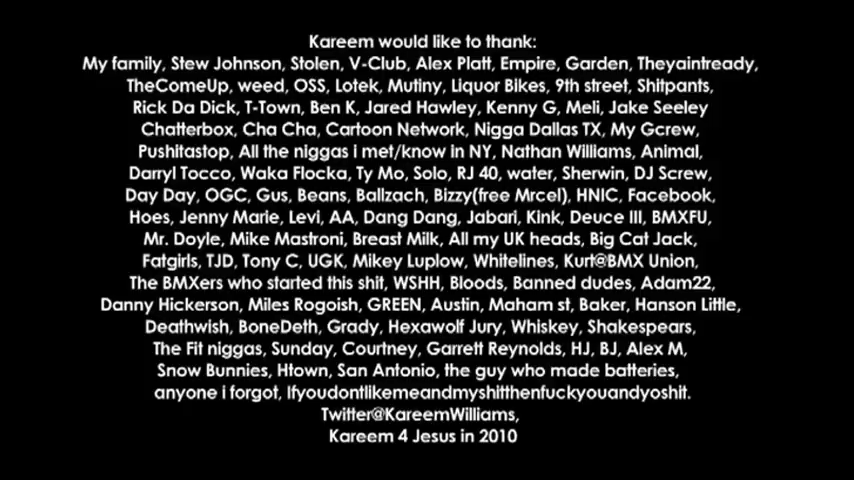 Kareem would like to thank:
My family, Stew Johnson, Stolen, V-Club, Alex Platt, Empire, Garden, Theyaintready,
TheComeUp, weed, OSS, Lotek, Mutiny, Liquor Bikes, 9th street, Shitpants,
Rick Da Dick, T-Town, Ben K, Jared Hawley, Kenny G, Meli, Jake Seeley
Chatterbox, Cha Cha, Cartoon Network, Nigga Dallas TX, My Gcrew,
Pushitastop, All the niggas i met/know in NY, Nathan Williams, Animal,
Darryl Tocco, Waka Flocka, Ty Mo, Solo, RJ 40, water, Sherwin, DJ Screw,
Day Day, OGC, Gus, Beans, Ballzach, Bizzy(free Mrcel), HNIC, Facebook,
Hoes, Jenny Marie, Levi, AA, Dang Dang, Jabari, Kink, Deuce III, BMXFU,
Mr. Doyle, Mike Mastroni, Breast Milk, All my UK heads, Big Cat Jack,
Fatgirls, TJD, Tony C, UGK, Mikey Luplow, Whitelines, Kurt@BMX Union,
The BMXers who started this shit, WSHH, Bloods, Banned dudes, Adam22,
Danny Hickerson, Miles Rogoish, GREEN, Austin, Maham st, Baker, Hanson Little,
Deathwish, BoneDeth, Grady, Hexawolf Jury, Whiskey, Shakespears,
The Fit niggas, Sunday, Courtney, Garrett Reynolds, HJ, BJ, Alex M,
Snow Bunnies, Htown, San Antonio, the guy who made batteries,
anyone i forgot, Ifyoudontlikemeandmyshitthenfuckyouandyoshit.
Twitter@KareemWilliams,
Kareem 4 Jesus in 2010